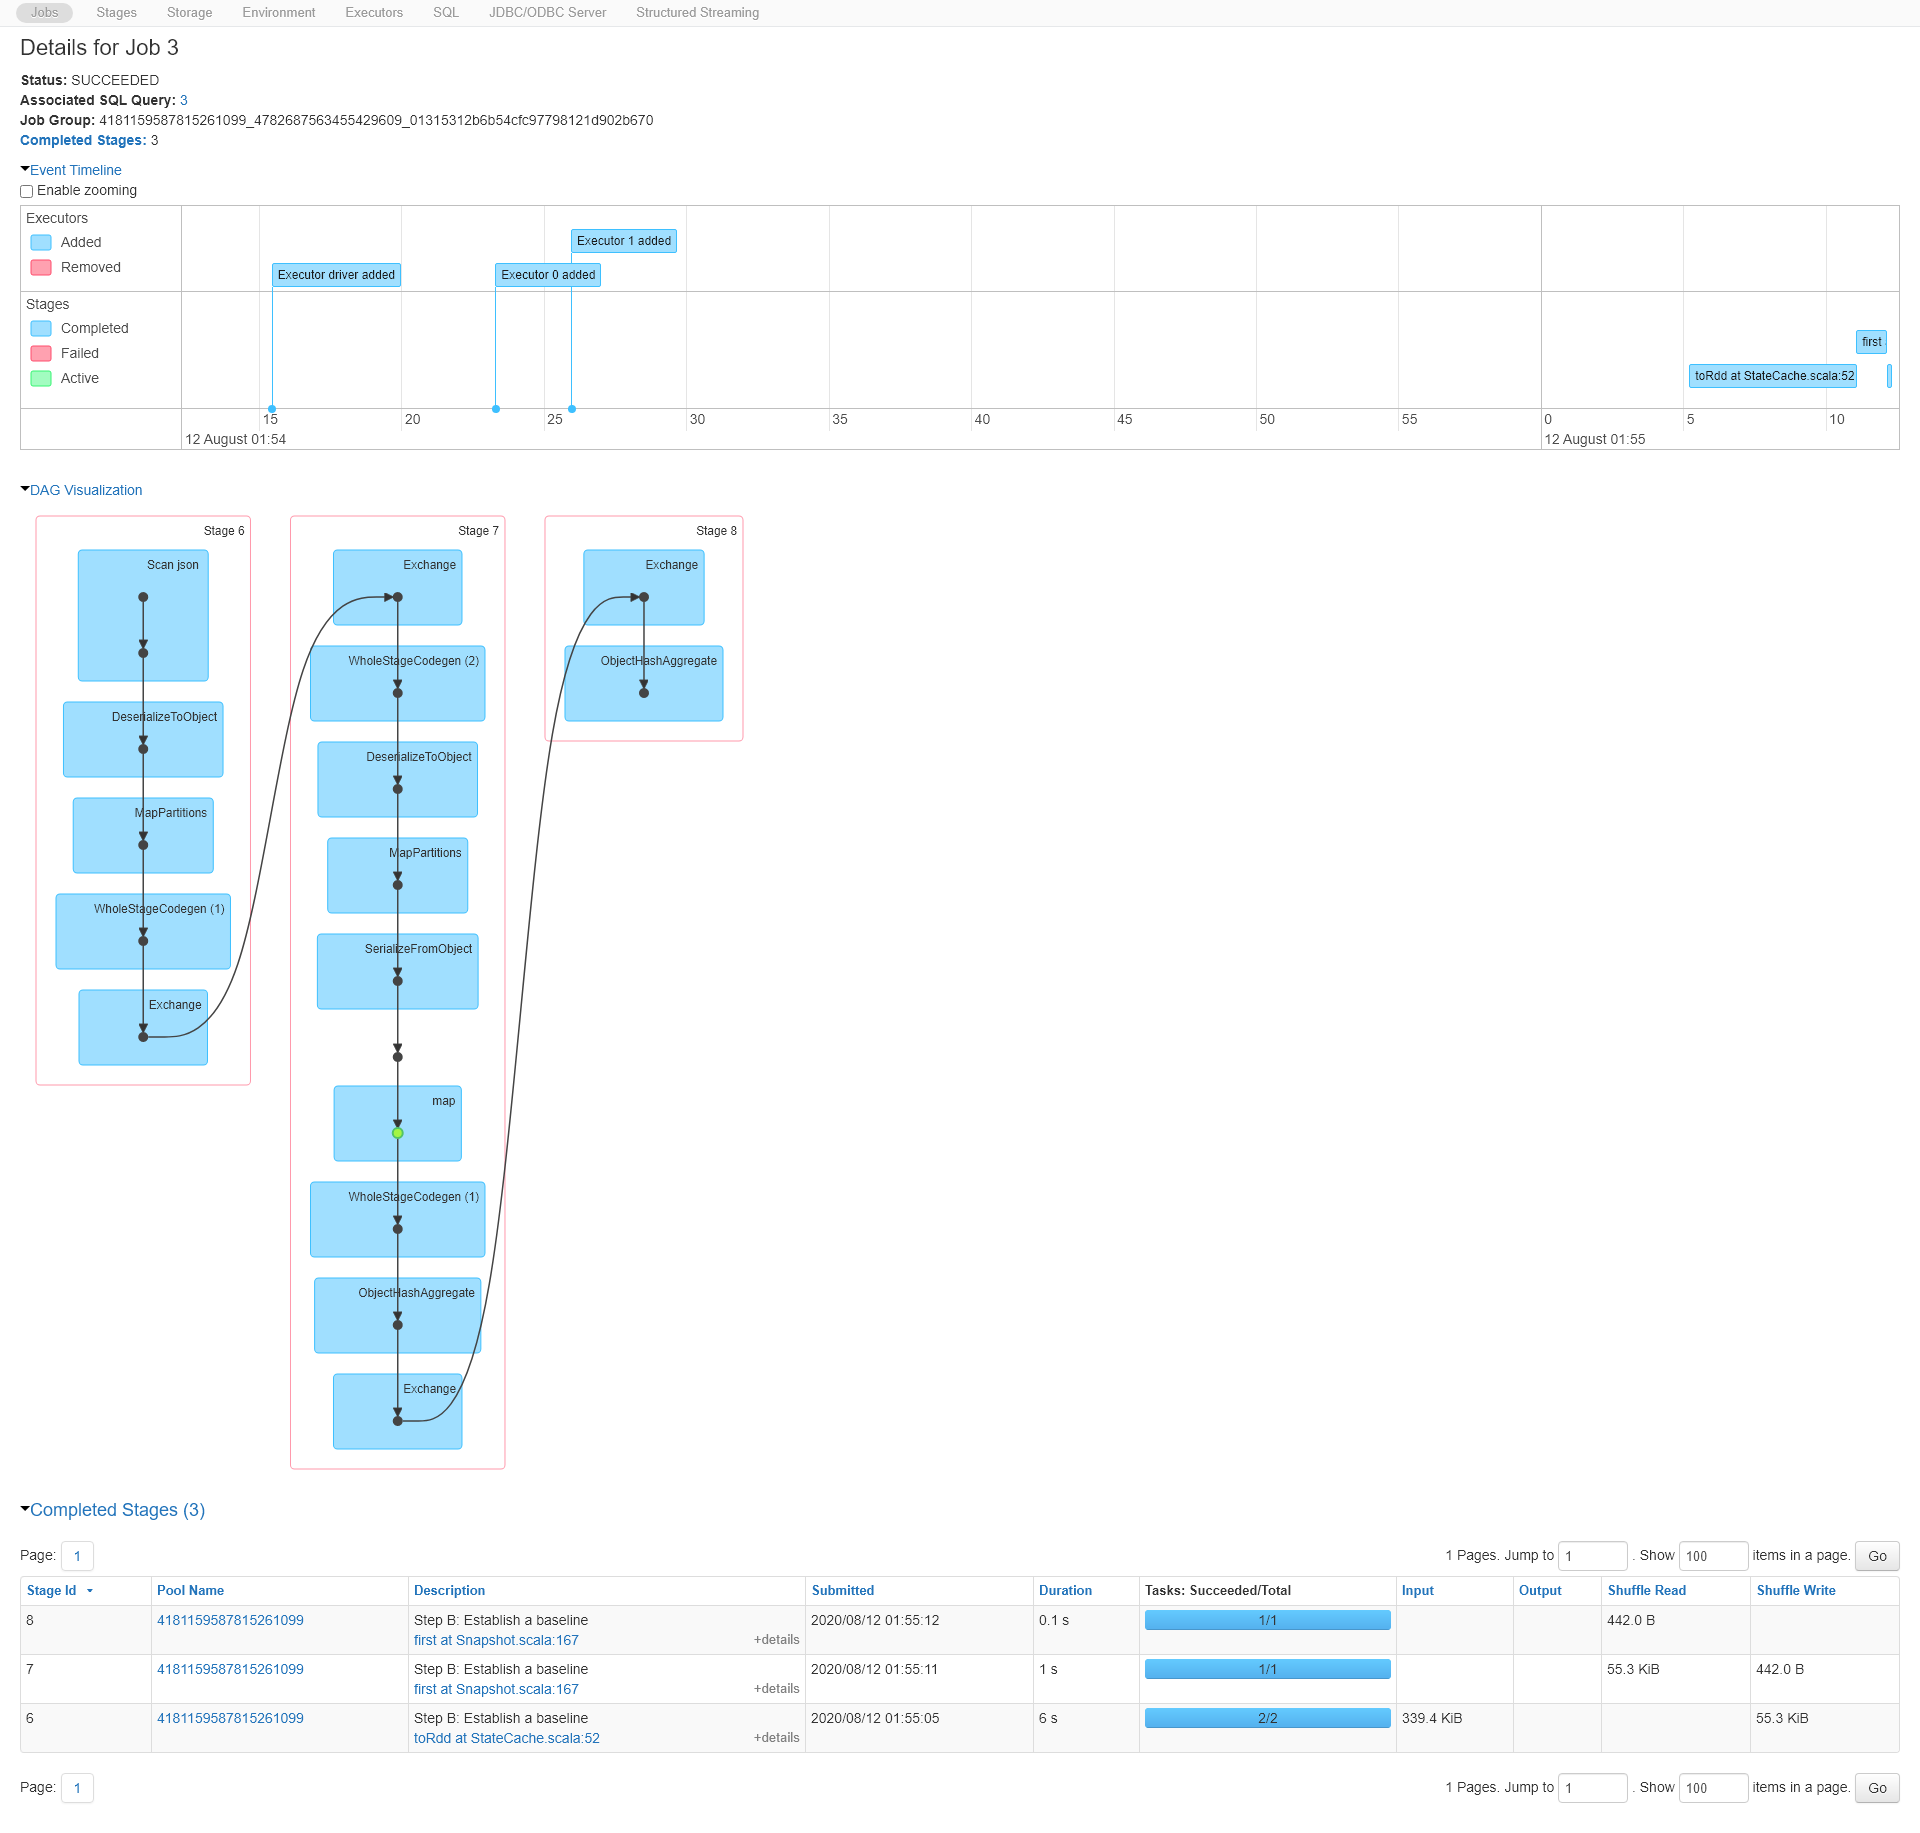 Jobs Stages Storage Environment Executors SQL JDBC/ODBC Server Structured Streaming
Details for Job 3
Status: SUCCEEDED
Associated SQL Query: 3
Job Group: 4181159587815261099_4782687563455429609_01315312b6b54cfc97798121d902b670
Completed Stages: 3
Event Timeline
Enable zooming
Executors
Added
Removed
Executor driver added
Executor 0 added
Executor 1 added
Stages
Completed
Failed
Active
first
toRdd at StateCache.scala:52
15 20 25 30 35 40 45 50 55 0 5 10
12 August 01:54 12 August 01:55
DAG Visualization
Stage 6
Scan json
DeserializeToObject
MapPartitions
WholeStageCodegen (1)
Exchange
Stage 7
Exchange
WholeStageCodegen (2)
DeserializeToObject
MapPartitions
SerializeFromObject
map
WholeStageCodegen (1)
ObjectHashAggregate
Exchange
Stage 8
Exchange
ObjectHashAggregate
Completed Stages (3)
Page: 1 1 Pages. Jump to 1 . Show 100 items in a page. Go
Stage Id Pool Name Description Submitted Duration Tasks: Succeeded/Total Input Output Shuffle Read Shuffle Write
8 4181159587815261099 Step B: Establish a baseline 2020/08/12 01:55:12 0.1 s 1/1 442.0 B
first at Snapshot.scala:167 +details
7 4181159587815261099 Step B: Establish a baseline 2020/08/12 01:55:11 1 s 1/1 55.3 KiB 442.0 B
first at Snapshot.scala:167 +details
6 4181159587815261099 Step B: Establish a baseline 2020/08/12 01:55:05 6 s 2/2 339.4 KiB 55.3 KiB
toRdd at StateCache.scala:52 +details
Page: 1 1 Pages. Jump to 1 . Show 100 items in a page. Go